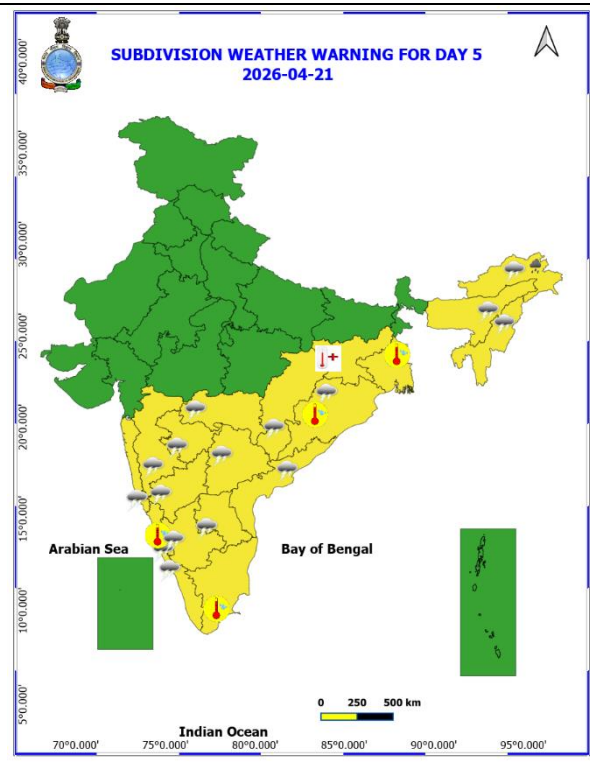 SUBDIVISION WEATHER WARNING FOR DAY 5
2026-04-21
40°0.000'
35°0.000'
30°0.000'
25°0.000'
20°0.000'
15°0.000'
10°0.000'
5°0.000'
Arabian Sea
Bay of Bengal
0 250 500 km
Indian Ocean
70°0.000' 75°0.000' 80°0.000' 85°0.000' 90°0.000' 95°0.000'